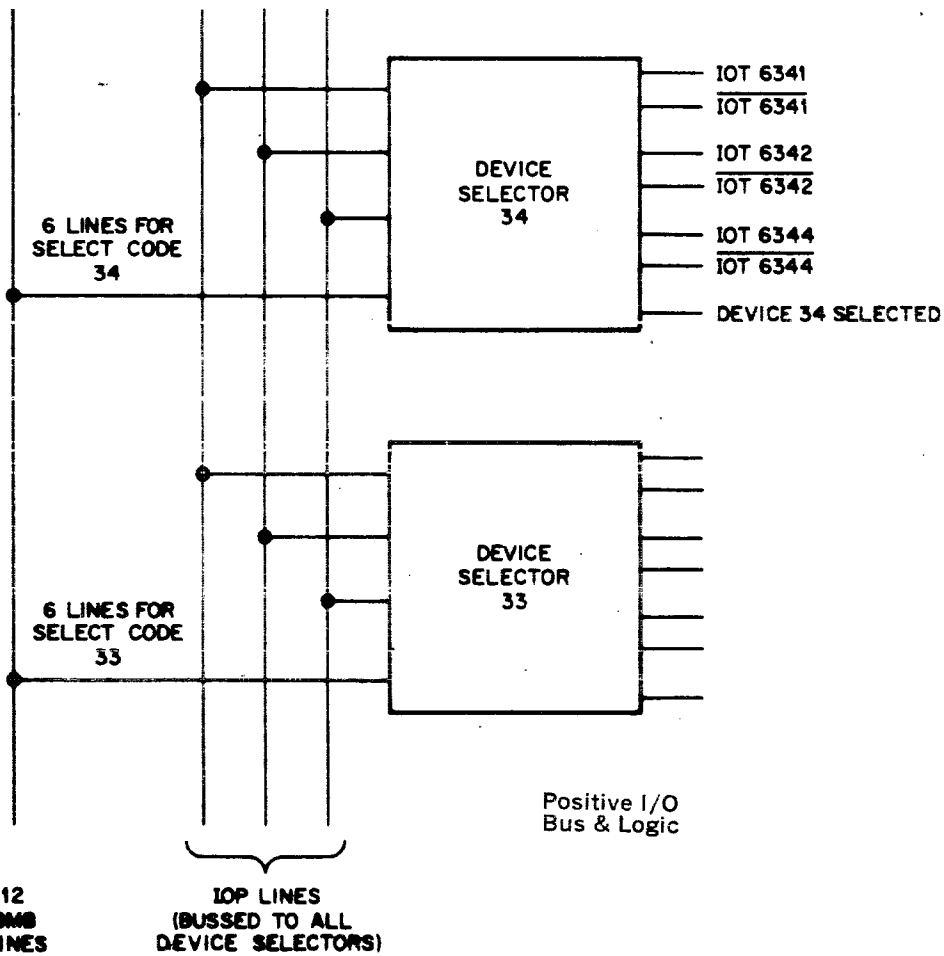 IOT 6341
IOT 6341
IOT 6342
IOT 6342
IOT 6344
IOT 6344
DEVICE 34 SELECTED
DEVICE
SELECTOR
34
6 LINES FOR
SELECT CODE
34
DEVICE
SELECTOR
33
6 LINES FOR
SELECT CODE
33
Positive I/O
Bus & Logic
12
IOP LINES
(BUSSED TO ALL
DEVICE SELECTORS)